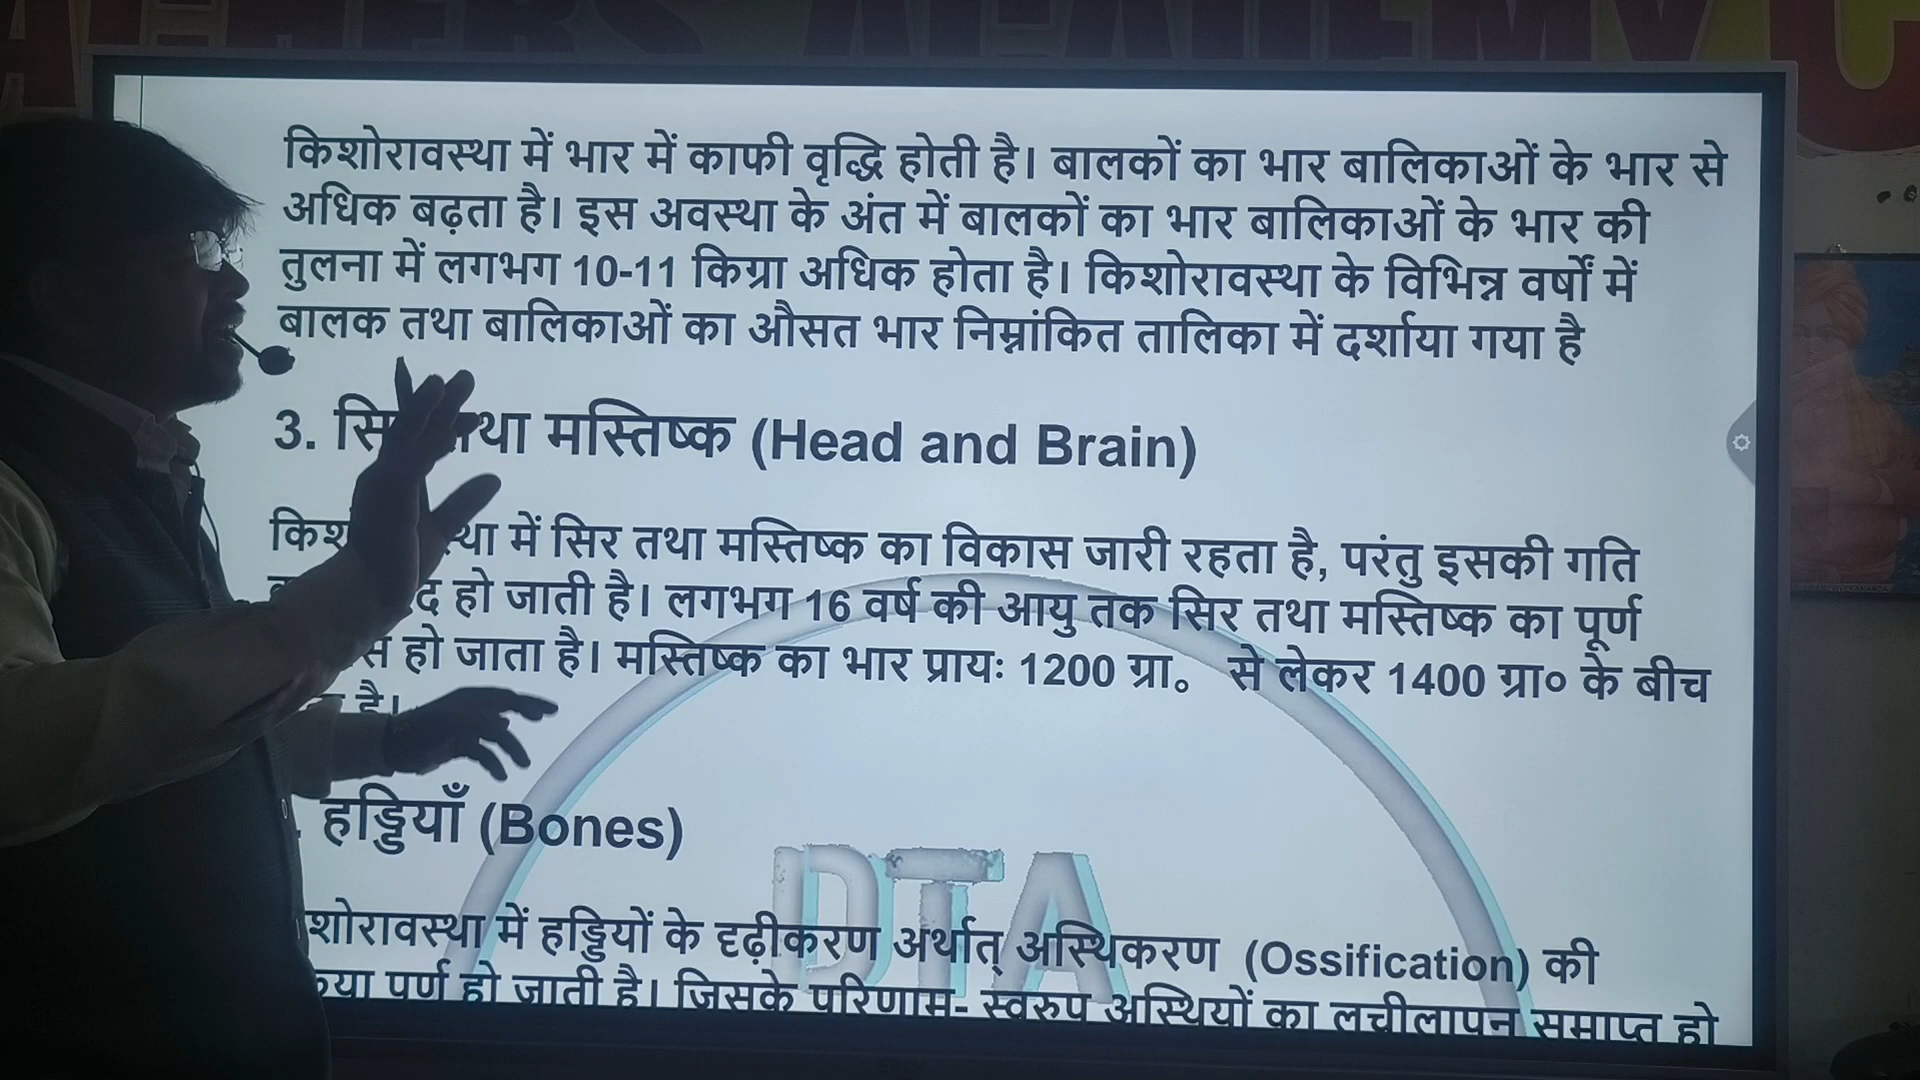 ACADEMY
किशोरावस्था में भार में काफी वृद्धि होती है। बालकों का भार बालिकाओं के भार से
अधिक बढ़ता है। इस अवस्था के अंत में बालकों का भार बालिकाओं के भार की
तुलना में लगभग 10-11 किग्रा अधिक होता है। किशोरावस्था के विभिन्न वर्षों में
बालक तथा बालिकाओं का औसत भार निम्नांकित तालिका में दर्शाया गया है
3. मस्तिष्क (Head and Brain)
में सिर तथा मस्तिष्क का विकास जारी रहता है, परंतु इसकी गति
हो जाती है। लगभग 16 वर्ष की आयु तक सिर तथा मस्तिष्क का पूर्ण
हो जाता है। मस्तिष्क का भार प्रायः 1200 ग्रा。 से लेकर 1400 ग्रा० के बीच
है।
हड्डियाँ (Bones)
में हड्डियों के दृढ़ीकरण अर्थात् अस्थिकरण (Ossification) की
पूर्ण हो जाती है। जिसके परिणाम- स्वरुप अस्थियों का लचीलापन समाप्त हो
DTA